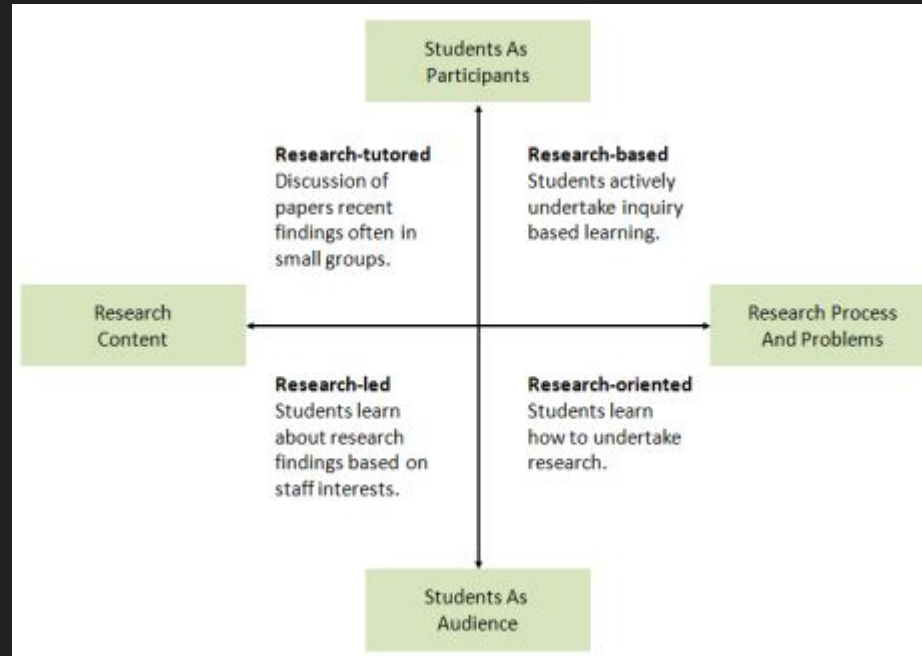 Students As
Participants
Research-tutored
Discussion of
papers recent
findings often in
small groups.
Research-based
Students actively
undertake inquiry
based learning.
Research
Content
Research Process
And Problems
Research-led
Students learn
about research
findings based on
staff interests.
Research-oriented
Students learn
how to undertake
research.
Students As
Audience